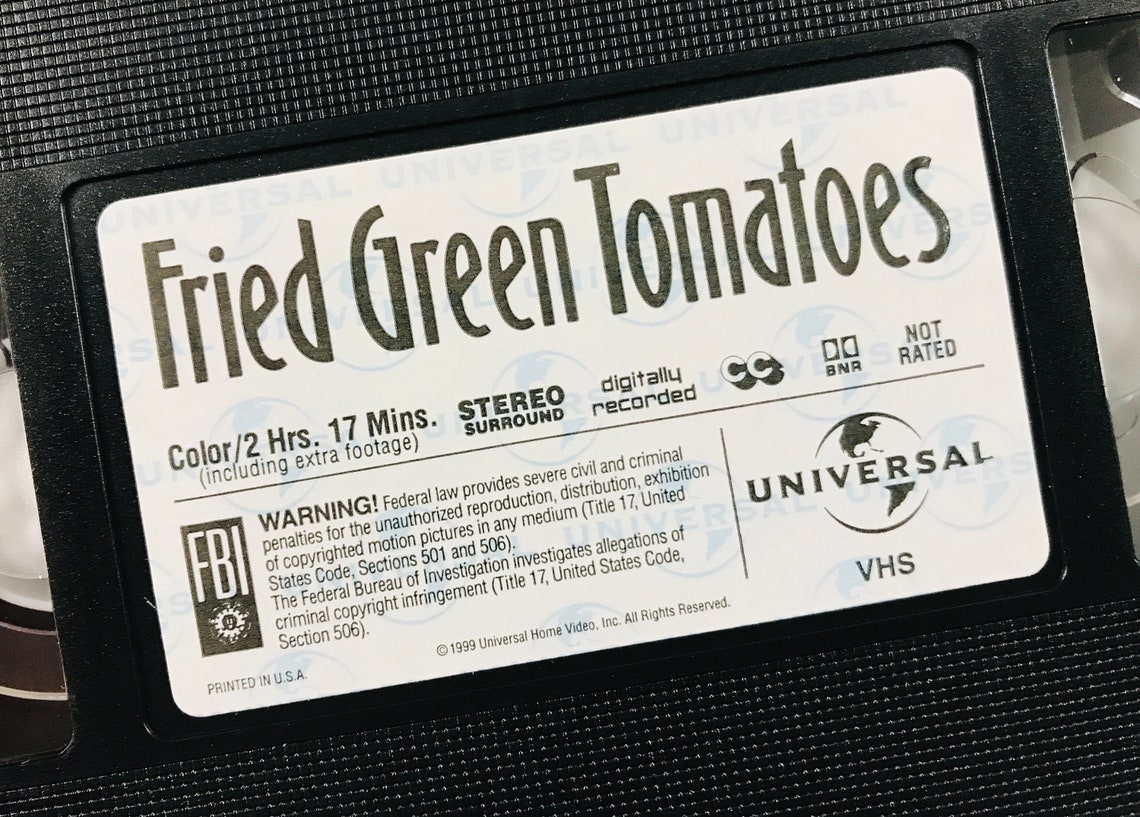 Fried Green Tomatoes
Color/2 Hrs. 17 Mins.
(including extra footage)
STEREO
SURROUND
digitally
recorded
CC
BNR
NOT
RATED
FBI
WARNING! Federal law provides severe civil and criminal
penalties for the unauthorized reproduction, distribution, exhibition
of copyrighted motion pictures in any medium (Title 17, United
States Code, Sections 501 and 506).
The Federal Bureau of Investigation investigates allegations of
criminal copyright infringement (Title 17, United States Code,
Section 506).
UNIVERSAL
VHS
©1999 Universal Home Video, Inc. All Rights Reserved.
PRINTED IN U.S.A.